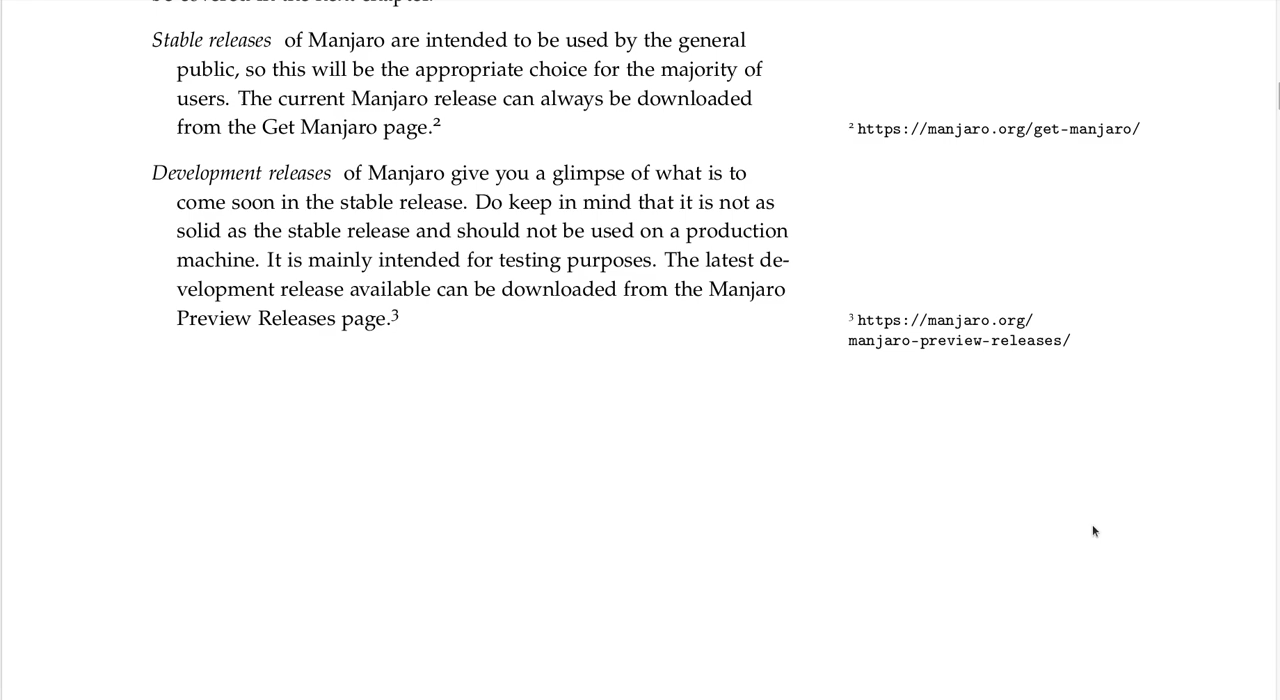 Stable releases of Manjaro are intended to be used by the general
public, so this will be the appropriate choice for the majority of
users. The current Manjaro release can always be downloaded
from the Get Manjaro page.²
² https://manjaro.org/get-manjaro/
Development releases of Manjaro give you a glimpse of what is to
come soon in the stable release. Do keep in mind that it is not as
solid as the stable release and should not be used on a production
machine. It is mainly intended for testing purposes. The latest de-
velopment release available can be downloaded from the Manjaro
Preview Releases page.³
³ https://manjaro.org/
manjaro-preview-releases/